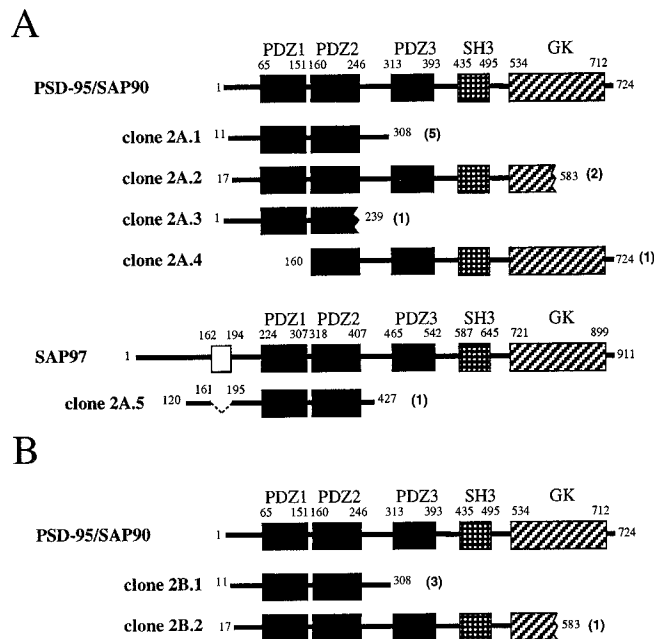 A
PDZ1 PDZ2 PDZ3 SH3 GK
65 151 160 246 313 393 435 495 534 712
PSD-95/SAP90 1 724
clone 2A.1 11 308 (5)
clone 2A.2 17 583 (2)
clone 2A.3 1 239 (1)
clone 2A.4 160 724 (1)
PDZ1 PDZ2 PDZ3 SH3 GK
162 194 224 307 318 407 465 542 587 645 721 899
SAP97 1 911
clone 2A.5 120 161 195 427 (1)
B
PDZ1 PDZ2 PDZ3 SH3 GK
65 151 160 246 313 393 435 495 534 712
PSD-95/SAP90 1 724
clone 2B.1 11 308 (3)
clone 2B.2 17 583 (1)